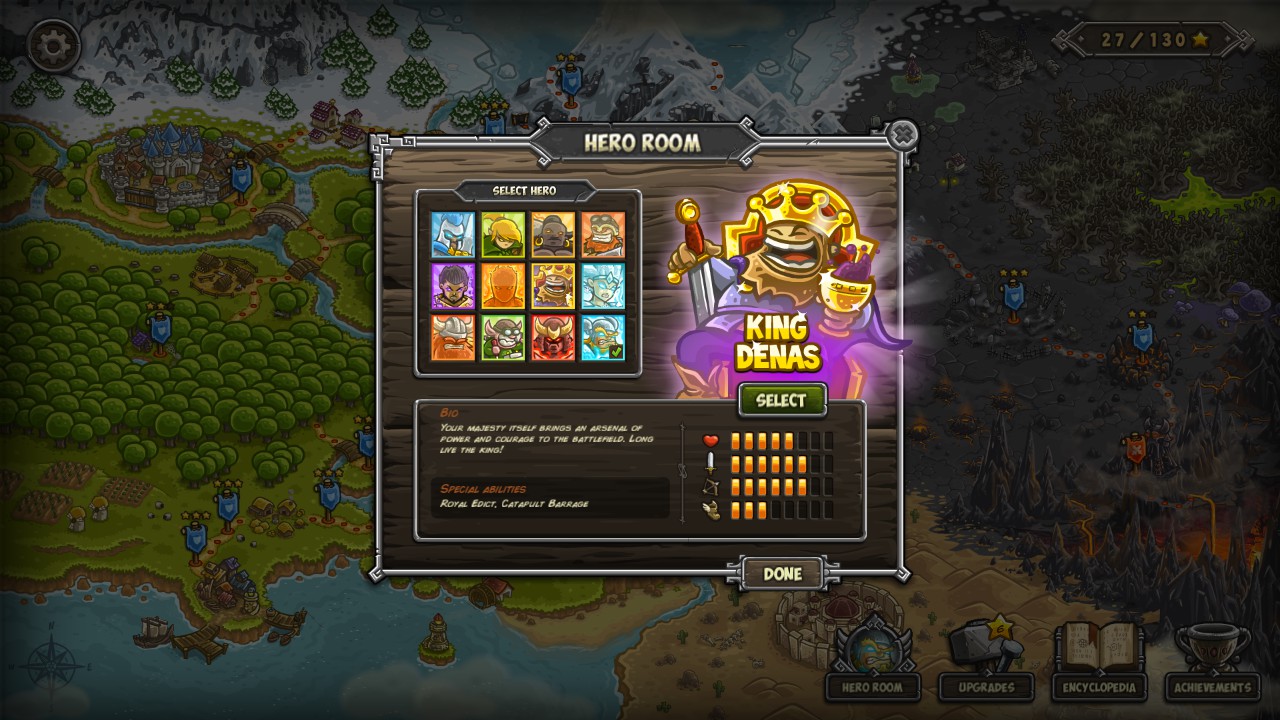 27/130
HERO ROOM
SELECT HERO
KING
DENAS
SELECT
BIO
YOUR MAJESTY ITSELF BRINGS AN ARSENAL OF
POWER AND COURAGE TO THE BATTLEFIELD. LONG
LIVE THE KING!
SPECIAL ABILITIES
ROYAL EDICT, CATAPULT BARRAGE
DONE
6
HERO ROOM
UPGRADES
ENCYCLOPEDIA
ACHIEVEMENTS